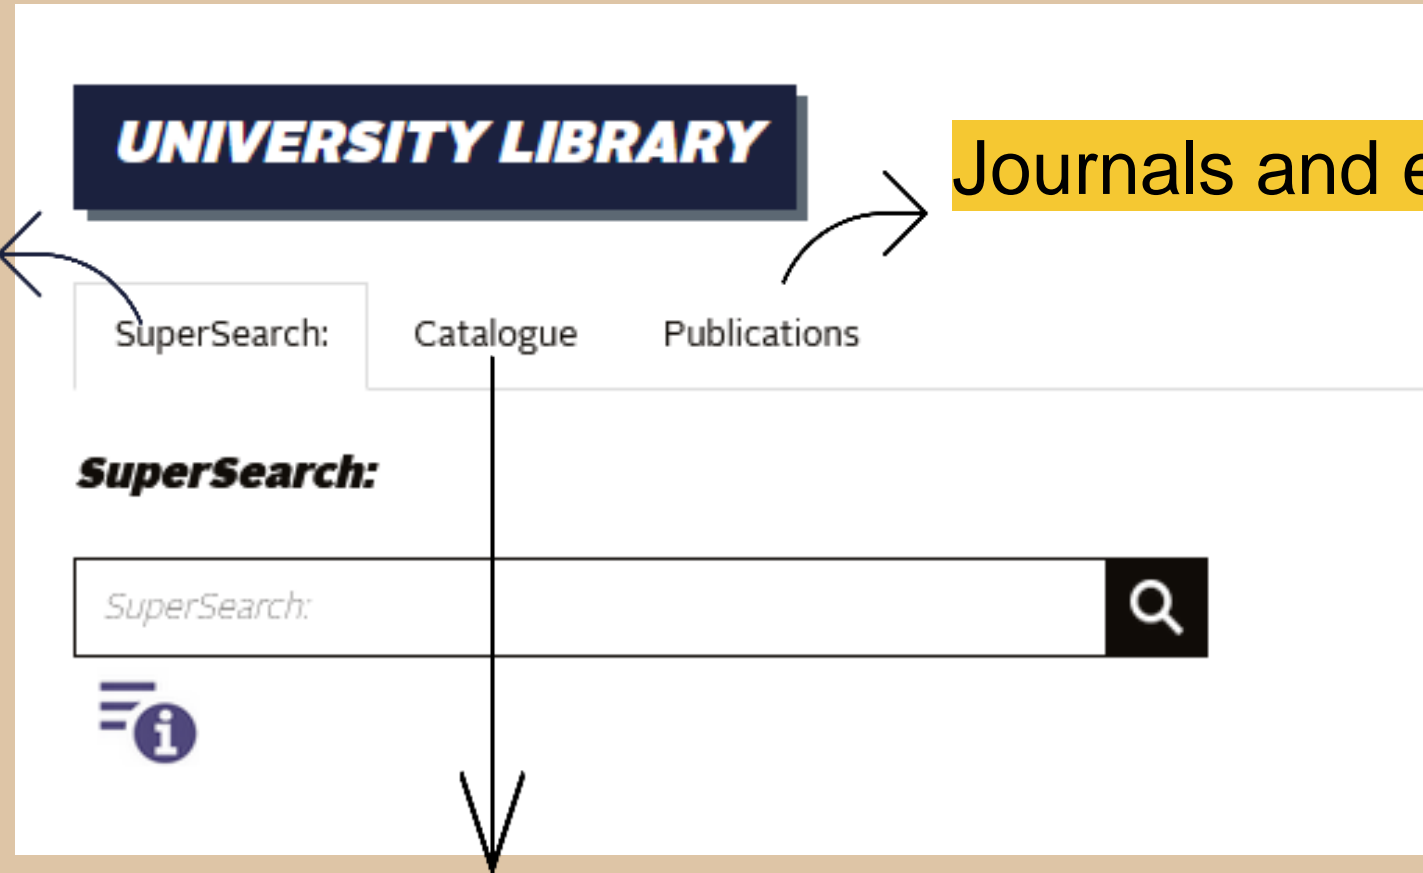 UNIVERSITY LIBRARY
Journals and e
SuperSearch: Catalogue Publications
SuperSearch:
SuperSearch: